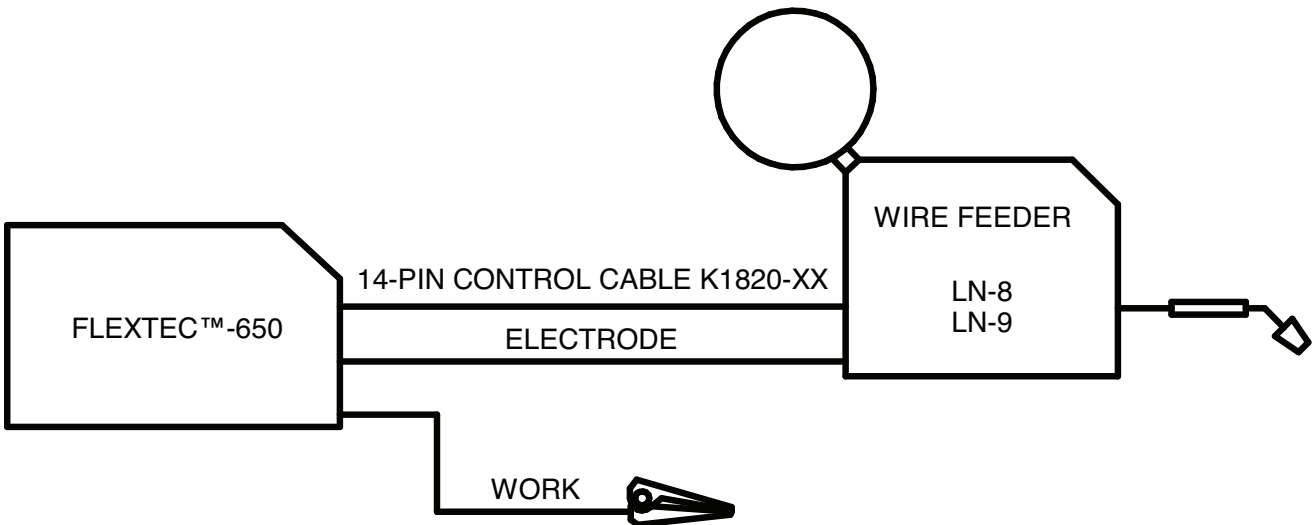 WIRE FEEDER
14-PIN CONTROL CABLE K1820-XX
LN-8
FLEXTEC™-650
ELECTRODE
LN-9
WORK